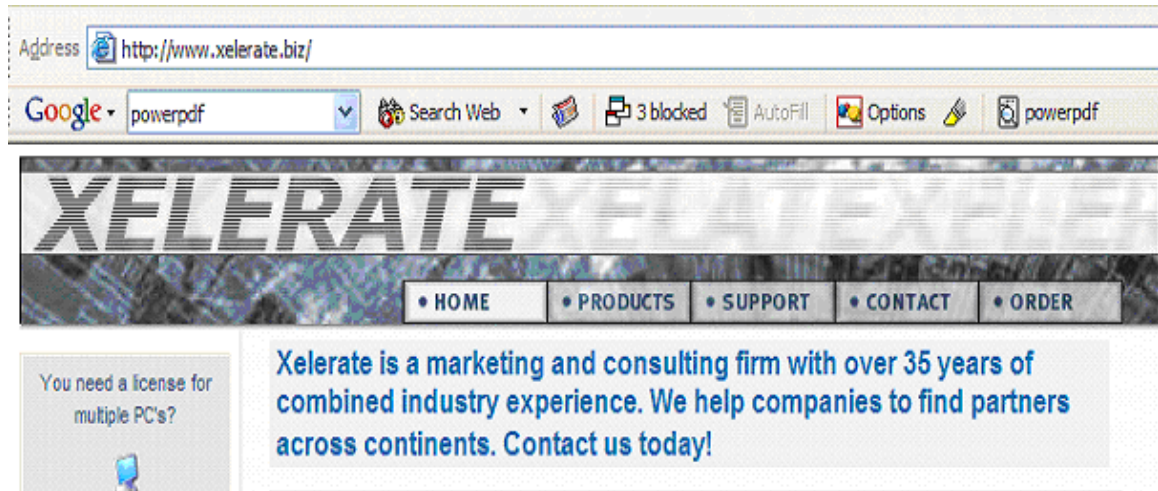 Address http://www.xelerate.biz/
Google powerpdf Search Web 3 blocked AutoFill Options powerpdf
XELERATE
• HOME • PRODUCTS • SUPPORT • CONTACT • ORDER
You need a license for
multiple PC's?
Xelerate is a marketing and consulting firm with over 35 years of
combined industry experience. We help companies to find partners
across continents. Contact us today!